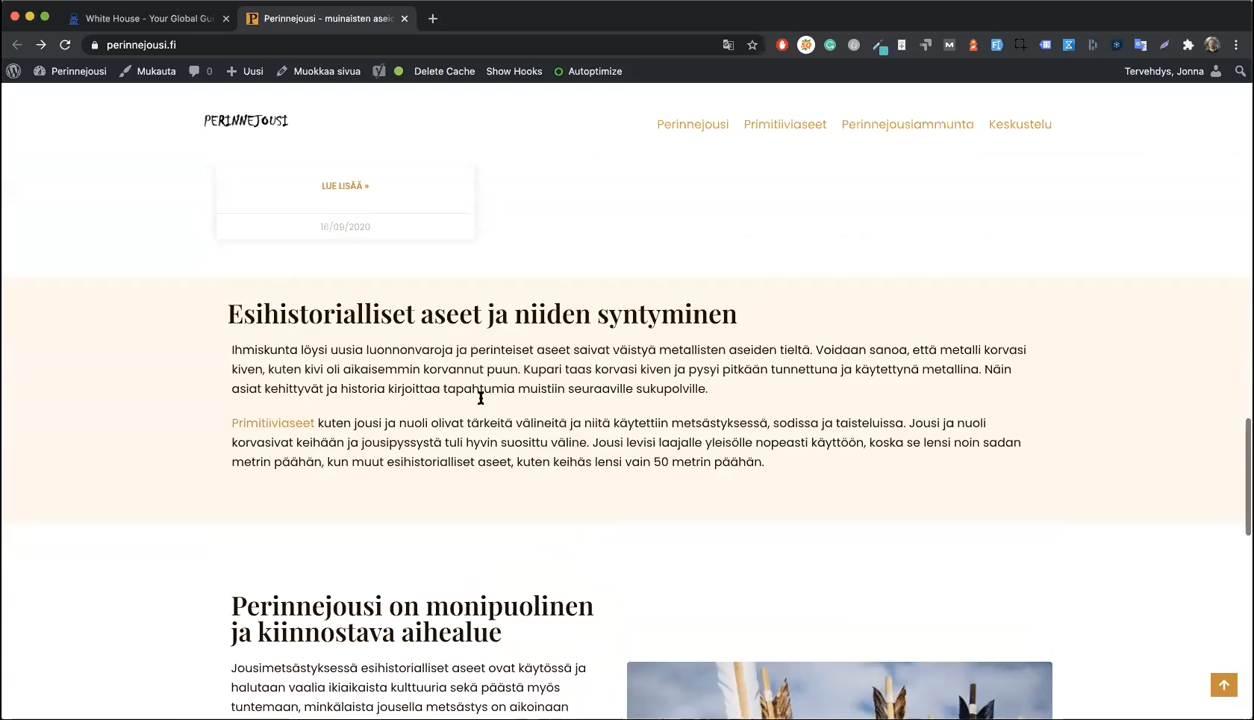 White House - Your Global Gui
Perinnejousi - muinaisten aseid
perinnejousi.fi
Perinnejousi Mukauta 0 Uusi Muokkaa sivua Delete Cache Show Hooks Autoptimize Tervehdys, Jonna
PERINNEJOUSI
Perinnejousi Primitiiviaseet Perinnejousiammunta Keskustelu
LUE LISÄÄ »
16/09/2020
Esihistorialliset aseet ja niiden syntyminen
Ihmiskunta löysi uusia luonnonvaroja ja perinteiset aseet saivat väistyä metallisten aseiden tieltä. Voidaan sanoa, että metalli korvasi
kiven, kuten kivi oli aikaisemmin korvannut puun. Kupari taas korvasi kiven ja pysyi pitkään tunnettuna ja käytettynä metallina. Näin
asiat kehittyvät ja historia kirjoittaa tapahtumia muistiin seuraaville sukupolville.
Primitiiviaseet kuten jousi ja nuoli olivat tärkeitä välineitä ja niitä käytettiin metsästyksessä, sodissa ja taisteluissa. Jousi ja nuoli
korvasivat keihään ja jousipyssystä tuli hyvin suosittu väline. Jousi levisi laajalle yleisölle nopeasti käyttöön, koska se lensi noin sadan
metrin päähän, kun muut esihistorialliset aseet, kuten keihäs lensi vain 50 metrin päähän.
Perinnejousi on monipuolinen
ja kiinnostava aihealue
Jousimetsästyksessä esihistorialliset aseet ovat käytössä ja
halutaan vaalia ikiaikaista kulttuuria sekä päästä myös
tuntemaan, minkälaista jousella metsästys on aikoinaan